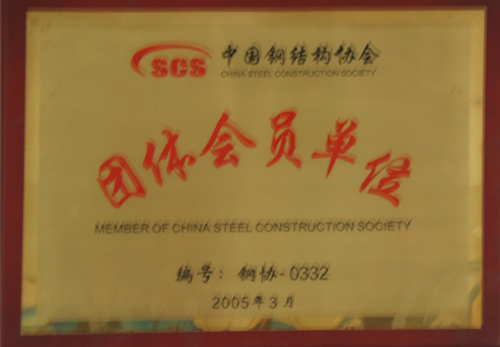 SCS 中国钢结构协会
CHINA STEEL CONSTRUCTION SOCIETY
团体会员单位
MEMBER OF CHINA STEEL CONSTRUCTION SOCIETY
编号：钢协-0332
2005年3月